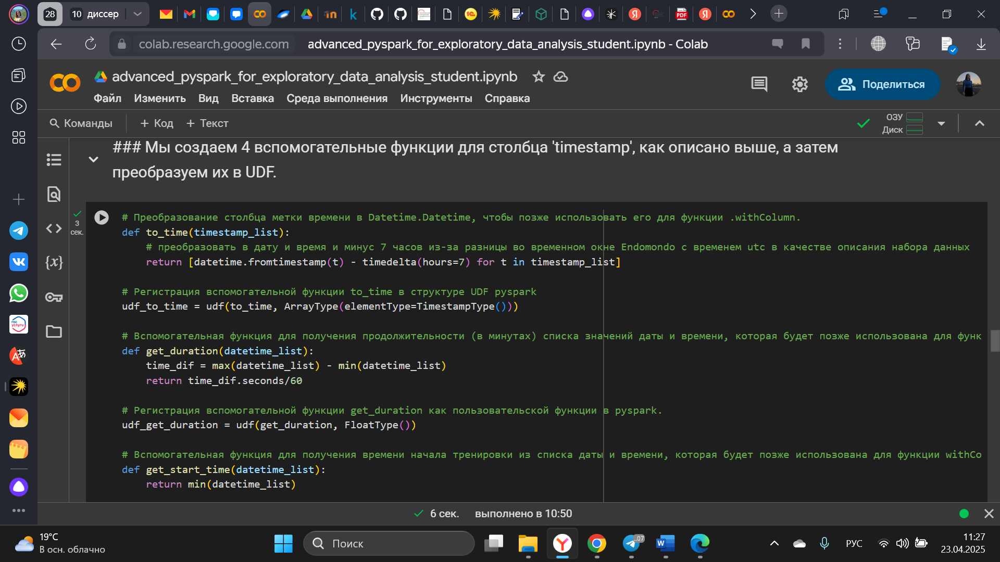 28
10 диссер
in
k
1C
Я
PDF
Я
colab.research.google.com
advanced_pyspark_for_exploratory_data_analysis_student.ipynb - Colab
advanced_pyspark_for_exploratory_data_analysis_student.ipynb
Поделиться
Файл Изменить Вид Вставка Среда выполнения Инструменты Справка
Команды + Код + Текст
ОЗУ
Диск
### Мы создаем 4 вспомогательные функции для столбца 'timestamp', как описано выше, а затем
преобразуем их в UDF.
3
сек.
# Преобразование столбца метки времени в Datetime.Datetime, чтобы позже использовать его для функции .withColumn.
def to_time(timestamp_list):
# преобразовать в дату и время и минус 7 часов из-за разницы во временном окне Endomondo с временем utc в качестве описания набора данных
return [datetime.fromtimestamp(t) - timedelta(hours=7) for t in timestamp_list]
# Регистрация вспомогательной функции to_time в структуре UDF pyspark
udf_to_time = udf(to_time, ArrayType(elementType=TimestampType()))
# Вспомогательная функция для получения продолжительности (в минутах) списка значений даты и времени, которая будет позже использована для функ
def get_duration(datetime_list):
time_dif = max(datetime_list) - min(datetime_list)
return time_dif.seconds/60
# Регистрация вспомогательной функции get_duration как пользовательской функции в pyspark.
udf_get_duration = udf(get_duration, FloatType())
# Вспомогательная функция для получения времени начала тренировки из списка даты и времени, которая будет позже использована для функции withCo
def get_start_time(datetime_list):
return min(datetime_list)
{x}
гос
услуги
6 сек. выполнено в 10:50
19°C
В осн. облачно
Поиск
..07
W
РУС
11:27
23.04.2025